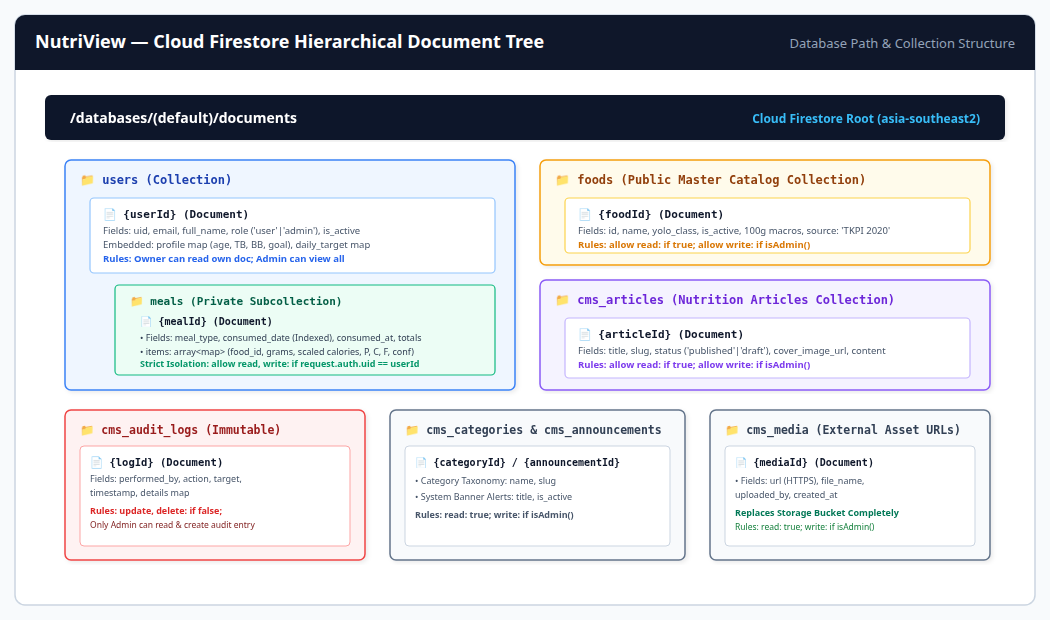 NutriView — Cloud Firestore Hierarchical Document Tree
Database Path & Collection Structure
/databases/(default)/documents
Cloud Firestore Root (asia-southeast2)
📁 users (Collection)
📄 {userId} (Document)
Fields: uid, email, full_name, role ('user'|'admin'), is_active
Embedded: profile map (age, TB, BB, goal), daily_target map
Rules: Owner can read own doc; Admin can view all
📁 meals (Private Subcollection)
📄 {mealId} (Document)
• Fields: meal_type, consumed_date (Indexed), consumed_at, totals
• items: array<map> (food_id, grams, scaled calories, P, C, F, conf)
Strict Isolation: allow read, write: if request.auth.uid == userId
📁 foods (Public Master Catalog Collection)
📄 {foodId} (Document)
Fields: id, name, yolo_class, is_active, 100g macros, source: 'TKPI 2020'
Rules: allow read: if true; allow write: if isAdmin()
📁 cms_articles (Nutrition Articles Collection)
📄 {articleId} (Document)
Fields: title, slug, status ('published'|'draft'), cover_image_url, content
Rules: allow read: if true; allow write: if isAdmin()
📁 cms_audit_logs (Immutable)
📄 {logId} (Document)
Fields: performed_by, action, target,
timestamp, details map
Rules: update, delete: if false;
Only Admin can read & create audit entry
📁 cms_categories & cms_announcements
📄 {categoryId} / {announcementId}
• Category Taxonomy: name, slug
• System Banner Alerts: title, is_active
Rules: read: true; write: if isAdmin()
📁 cms_media (External Asset URLs)
📄 {mediaId} (Document)
• Fields: url (HTTPS), file_name,
uploaded_by, created_at
Replaces Storage Bucket Completely
Rules: read: true; write: if isAdmin()